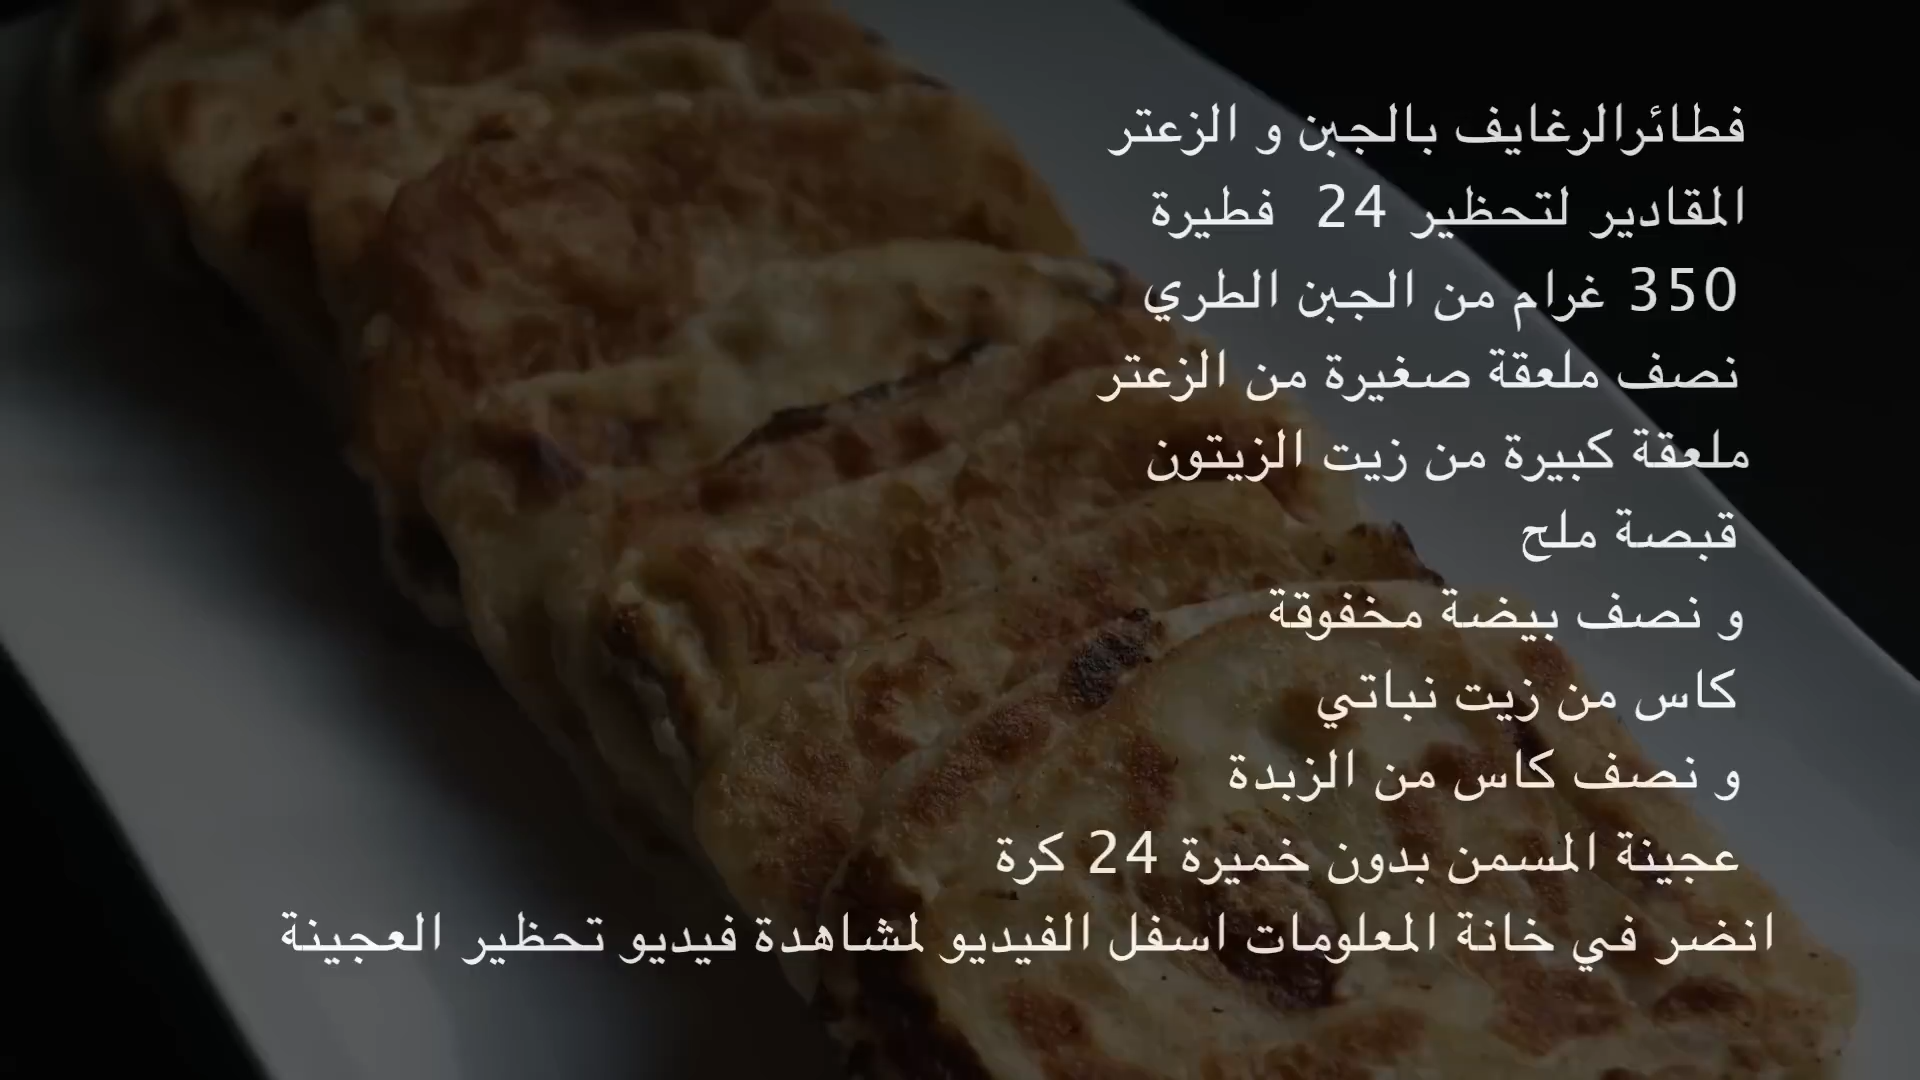 فطائرالرغايف بالجبن و الزعتر
المقادير لتحظير 24 فطيرة
350 غرام من الجبن الطري
نصف ملعقة صغيرة من الزعتر
ملعقة كبيرة من زيت الزيتون
قبصة ملح
و نصف بيضة مخفوقة
كاس من زيت نباتي
و نصف كاس من الزبدة
عجينة المسمن بدون خميرة 24 كرة
انضر في خانة المعلومات اسفل الفيديو لمشاهدة فيديو تحظير العجينة